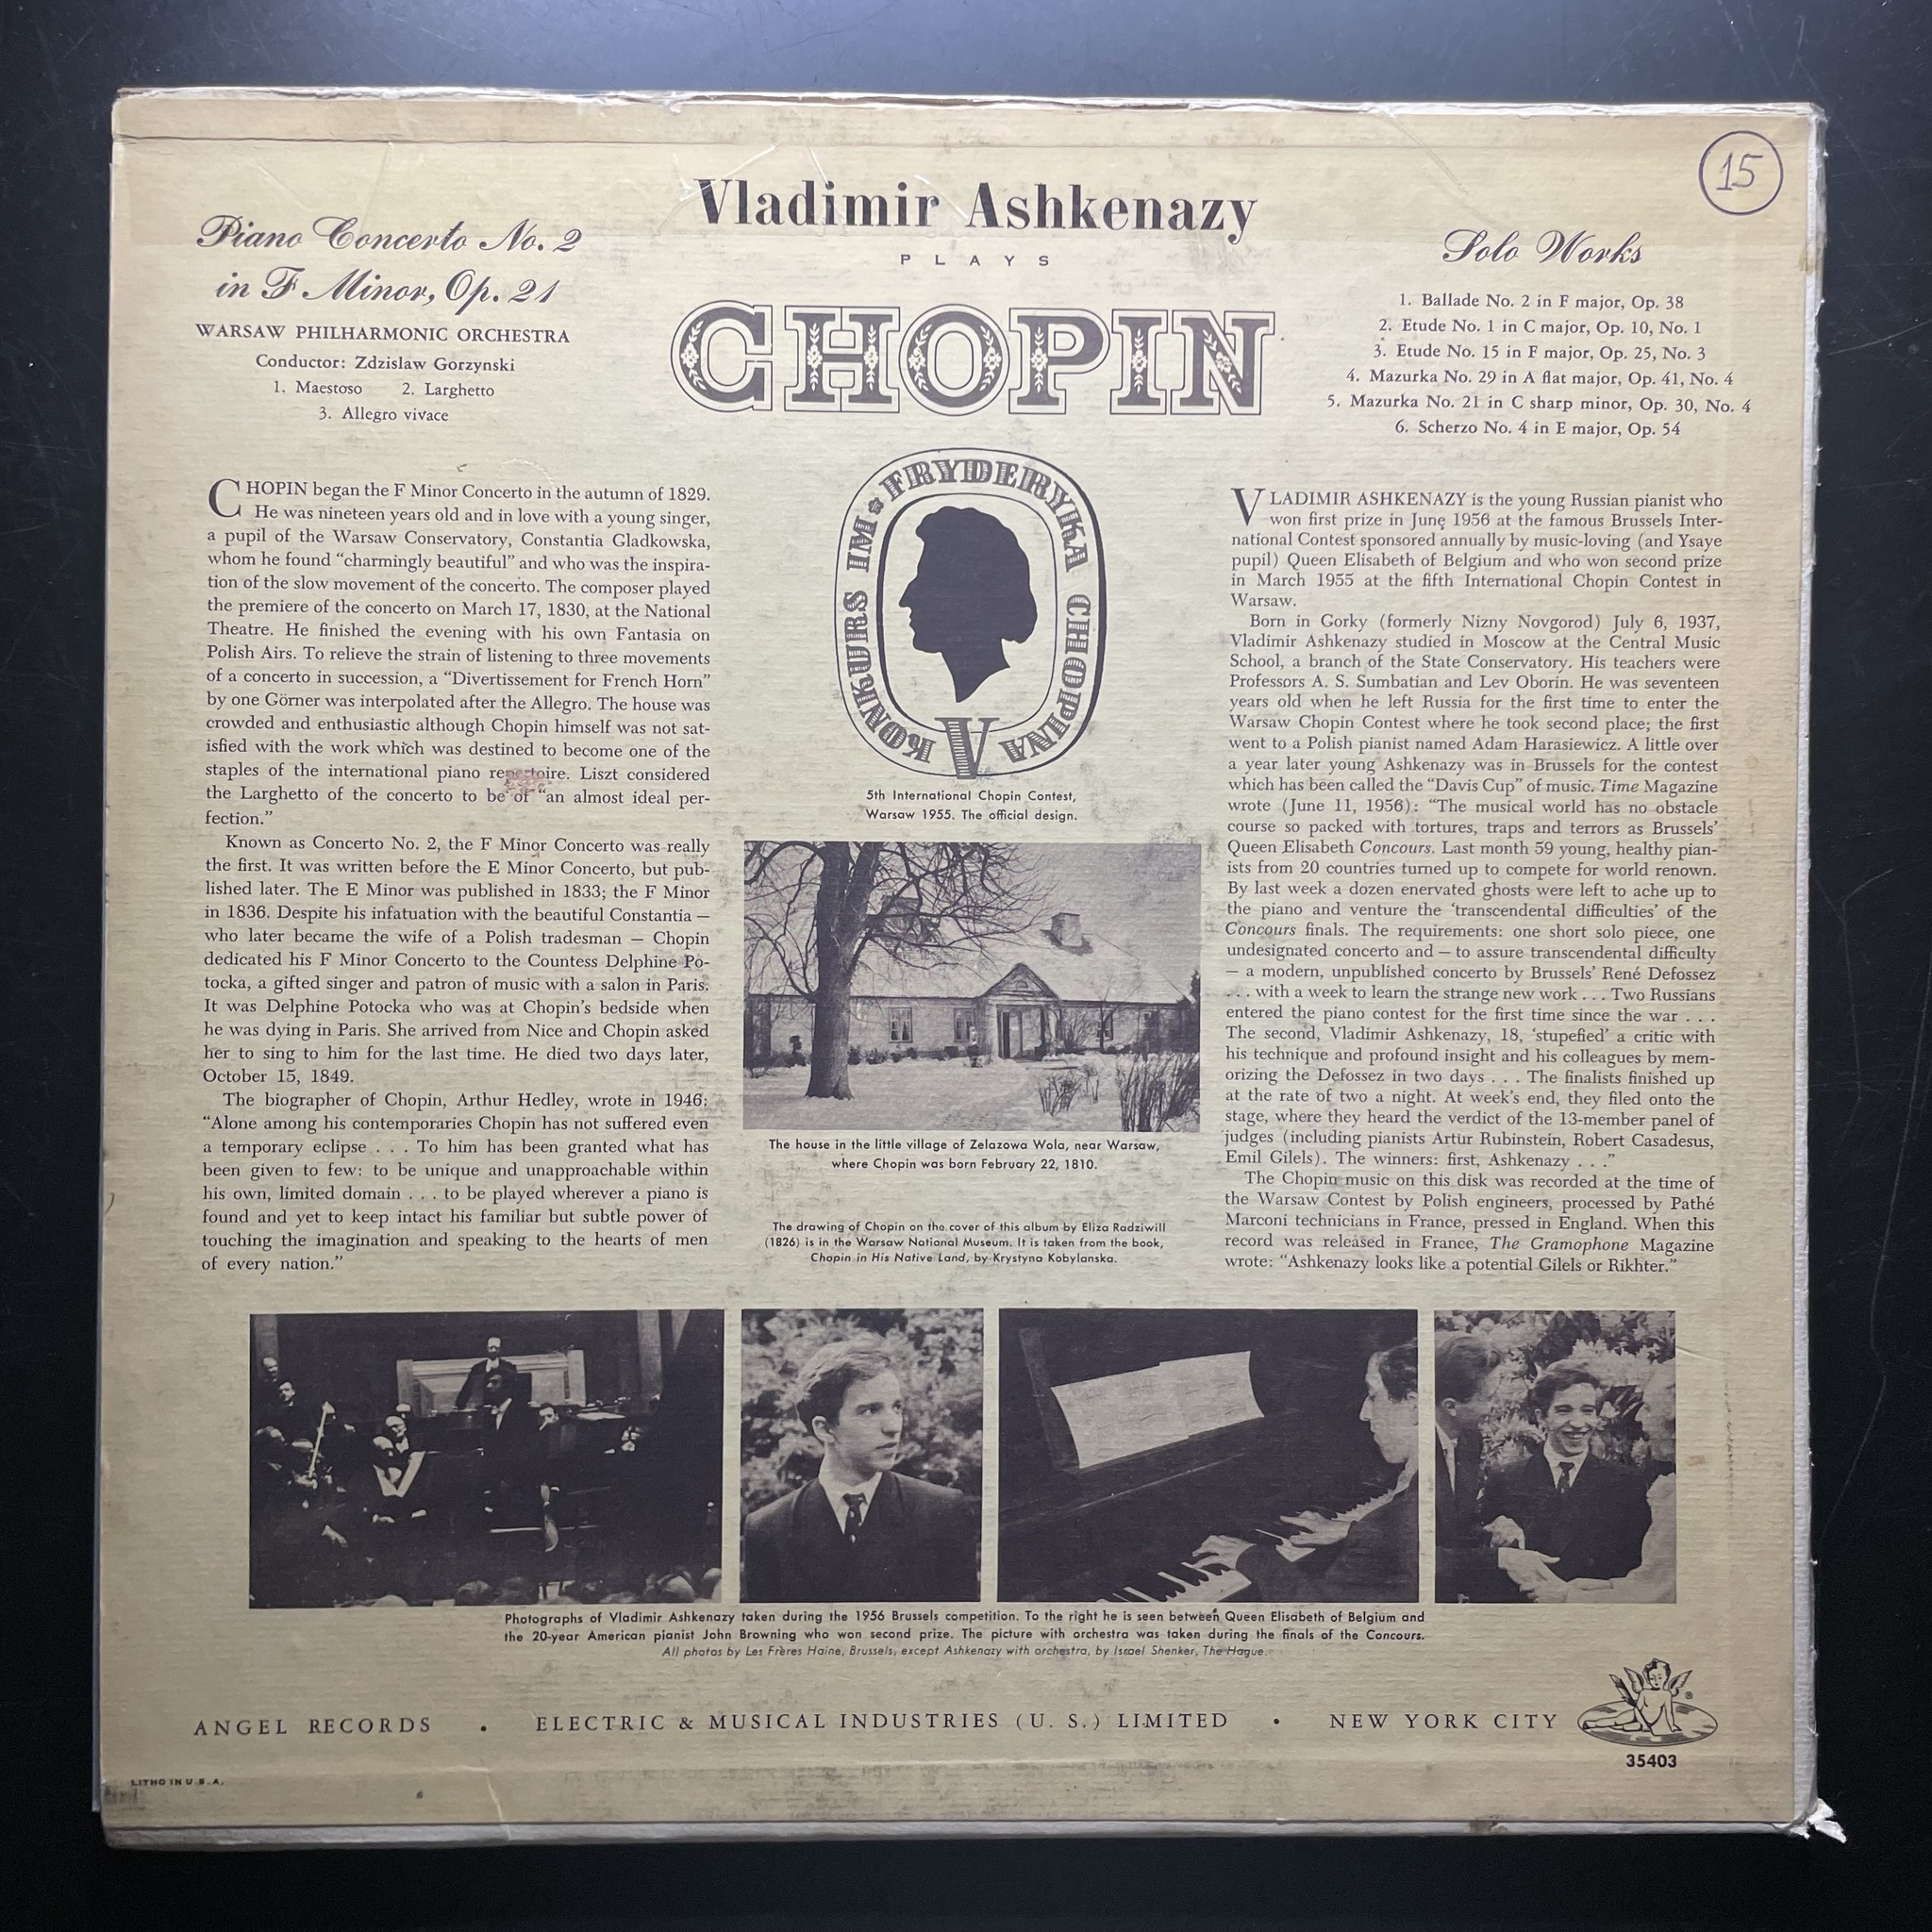 15
Vladimir Ashkenazy
PLAYS
CHOPIN
Piano Concerto No. 2
in F Minor, Op. 21
WARSAW PHILHARMONIC ORCHESTRA
Conductor: Zdzislaw Gorzynski
1. Maestoso 2. Larghetto
3. Allegro vivace
Solo Works
1. Ballade No. 2 in F major, Op. 38
2. Etude No. 1 in C major, Op. 10, No. 1
3. Etude No. 15 in F major, Op. 25, No. 3
4. Mazurka No. 29 in A flat major, Op. 41, No. 4
5. Mazurka No. 21 in C sharp minor, Op. 30, No. 4
6. Scherzo No. 4 in E major, Op. 54
CHOPIN began the F Minor Concerto in the autumn of 1829.
He was nineteen years old and in love with a young singer,
a pupil of the Warsaw Conservatory, Constantia Gladkowska,
whom he found “charmingly beautiful” and who was the inspira-
tion of the slow movement of the concerto. The composer played
the premiere of the concerto on March 17, 1830, at the National
Theatre. He finished the evening with his own Fantasia on
Polish Airs. To relieve the strain of listening to three movements
of a concerto in succession, a “Divertissement for French Horn”
by one Görner was interpolated after the Allegro. The house was
crowded and enthusiastic although Chopin himself was not sat-
isfied with the work which was destined to become one of the
staples of the international piano repertoire. Liszt considered
the Larghetto of the concerto to be of “an almost ideal per-
fection.”
Known as Concerto No. 2, the F Minor Concerto was really
the first. It was written before the E Minor Concerto, but pub-
lished later. The E Minor was published in 1833; the F Minor
in 1836. Despite his infatuation with the beautiful Constantia —
who later became the wife of a Polish tradesman — Chopin
dedicated his F Minor Concerto to the Countess Delphine Po-
tocka, a gifted singer and patron of music with a salon in Paris.
It was Delphine Potocka who was at Chopin’s bedside when
he was dying in Paris. She arrived from Nice and Chopin asked
her to sing to him for the last time. He died two days later,
October 15, 1849.
The biographer of Chopin, Arthur Hedley, wrote in 1946:
“Alone among his contemporaries Chopin has not suffered even
a temporary eclipse . . . To him has been granted what has
been given to few: to be unique and unapproachable within
his own, limited domain . . . to be played wherever a piano is
found and yet to keep intact his familiar but subtle power of
touching the imagination and speaking to the hearts of men
of every nation.”
KONKURS IM. FRYDERYKA CHOPINA
V
5th International Chopin Contest,
Warsaw 1955. The official design.
The house in the little village of Zelazowa Wola, near Warsaw,
where Chopin was born February 22, 1810.
The drawing of Chopin on the cover of this album by Eliza Radziwill
(1826) is in the Warsaw National Museum. It is taken from the book,
Chopin in His Native Land, by Krystyna Kobylanska.
VLADIMIR ASHKENAZY is the young Russian pianist who
won first prize in June 1956 at the famous Brussels Inter-
national Contest sponsored annually by music-loving (and Ysaye
pupil) Queen Elisabeth of Belgium and who won second prize
in March 1955 at the fifth International Chopin Contest in
Warsaw.
Born in Gorky (formerly Nizny Novgorod) July 6, 1937,
Vladimir Ashkenazy studied in Moscow at the Central Music
School, a branch of the State Conservatory. His teachers were
Professors A. S. Sumbatian and Lev Oborin. He was seventeen
years old when he left Russia for the first time to enter the
Warsaw Chopin Contest where he took second place; the first
went to a Polish pianist named Adam Harasiewicz. A little over
a year later young Ashkenazy was in Brussels for the contest
which has been called the “Davis Cup” of music. Time Magazine
wrote (June 11, 1956): “The musical world has no obstacle
course so packed with tortures, traps and terrors as Brussels’
Queen Elisabeth Concours. Last month 59 young, healthy pian-
ists from 20 countries turned up to compete for world renown.
By last week a dozen enervated ghosts were left to ache up to
the piano and venture the ‘transcendental difficulties’ of the
Concours finals. The requirements: one short solo piece, one
undesignated concerto and — to assure transcendental difficulty
— a modern, unpublished concerto by Brussels’ René Defossez
. . . with a week to learn the strange new work . . . Two Russians
entered the piano contest for the first time since the war . . .
The second, Vladimir Ashkenazy, 18, ‘stupefied’ a critic with
his technique and profound insight and his colleagues by mem-
orizing the Defossez in two days . . . The finalists finished up
at the rate of two a night. At week’s end, they filed onto the
stage, where they heard the verdict of the 13-member panel of
judges (including pianists Artur Rubinstein, Robert Casadesus,
Emil Gilels). The winners: first, Ashkenazy . . .”
The Chopin music on this disk was recorded at the time of
the Warsaw Contest by Polish engineers, processed by Pathé
Marconi technicians in France, pressed in England. When this
record was released in France, The Gramophone Magazine
wrote: “Ashkenazy looks like a potential Gilels or Rikhter.”
Photographs of Vladimir Ashkenazy taken during the 1956 Brussels competition. To the right he is seen between Queen Elisabeth of Belgium and
the 20-year American pianist John Browning who won second prize. The picture with orchestra was taken during the finals of the Concours.
All photos by Les Frères Haine, Brussels, except Ashkenazy with orchestra, by Israel Shenker, The Hague.
ANGEL RECORDS • ELECTRIC & MUSICAL INDUSTRIES (U. S.) LIMITED • NEW YORK CITY
®
35403
LITHO IN U.S.A.